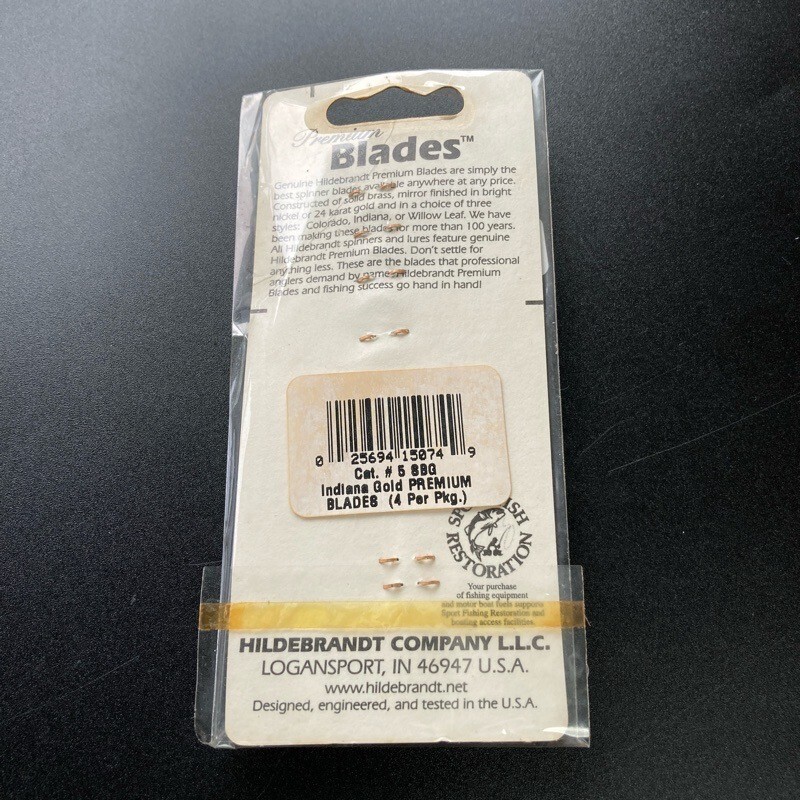 Premium
Blades™
Genuine Hildebrandt Premium Blades are simply the
best spinner blades available anywhere at any price.
Constructed of solid brass, mirror finished in bright
nickel or 24 karat gold and in a choice of three
styles: Colorado, Indiana, or Willow Leaf. We have
been making these blades for more than 100 years.
All Hildebrandt spinners and lures feature genuine
Hildebrandt Premium Blades. Don't settle for
anything less. These are the blades that professional
anglers demand by name. Hildebrandt Premium
Blades and fishing success go hand in hand!
0 25694 15074 9
Cat. # 5 SBG
Indiana Gold PREMIUM
BLADES (4 Per Pkg.)
RESTORATION
Your purchase
of fishing equipment
and motor boat fuels supports
Sport Fishing Restoration and
boating access facilities.
HILDEBRANDT COMPANY L.L.C.
LOGANSPORT, IN 46947 U.S.A.
www.hildebrandt.net
Designed, engineered, and tested in the U.S.A.